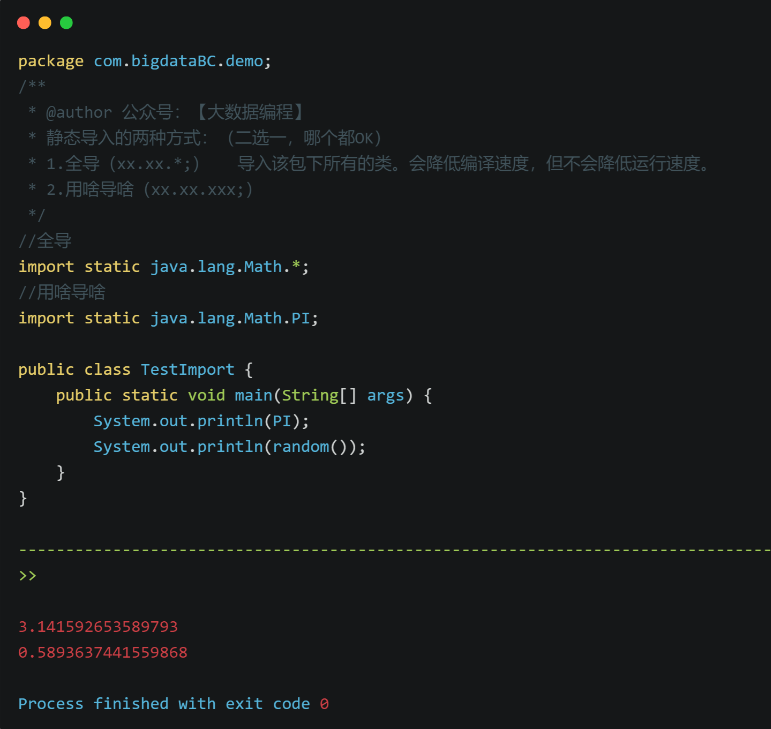 package com.bigdataBC.demo;
/**
 * @author 公众号：【大数据编程】
 * 静态导入的两种方式：（二选一，哪个都OK）
 * 1.全导（xx.xx.*;）    导入该包下所有的类。会降低编译速度，但不会降低运行速度。
 * 2.用啥导啥（xx.xx.xxx;）
 */
//全导
import static java.lang.Math.*;
//用啥导啥
import static java.lang.Math.PI;

public class TestImport {
    public static void main(String[] args) {
        System.out.println(PI);
        System.out.println(random());
    }
}

--------------------------------------------------------------------------------
>>

3.141592653589793
0.5893637441559868

Process finished with exit code 0